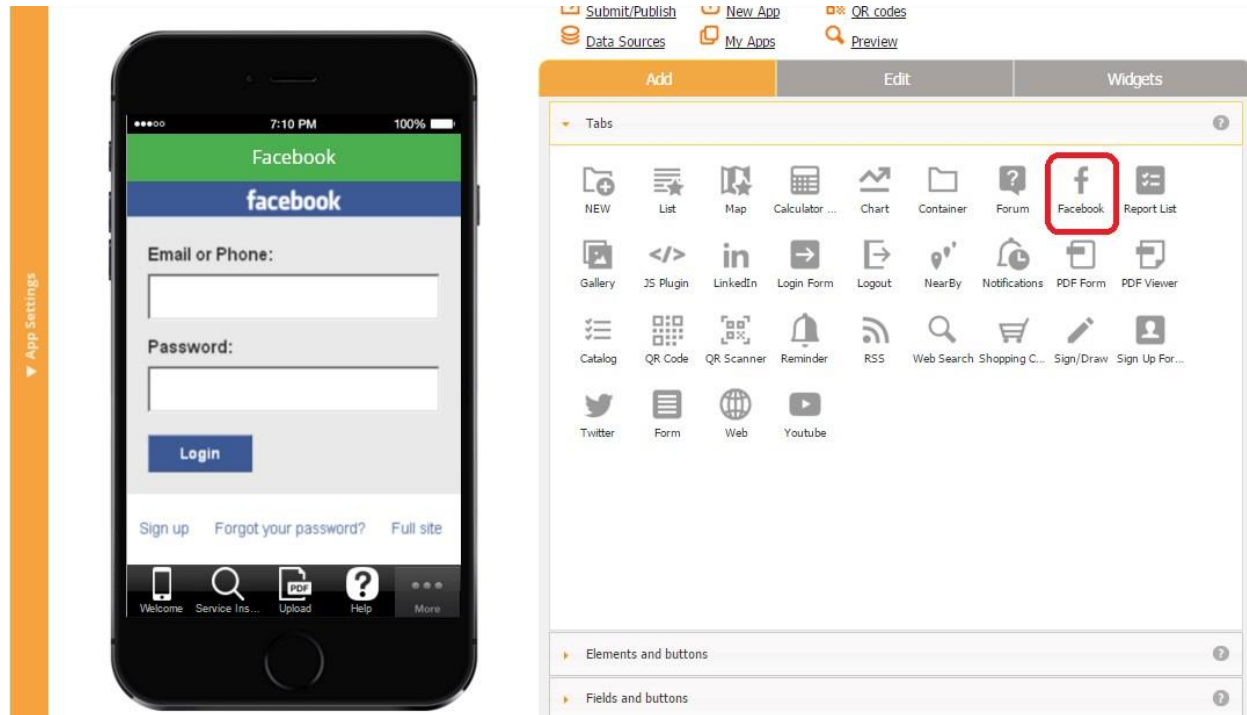 App Settings
7:10 PM 100%
Facebook
facebook
Email or Phone:
Password:
Login
Sign up Forgot your password? Full site
PDF
?
Welcome Service Ins... Upload Help More
Submit/Publish New App QR codes
Data Sources My Apps Preview
Add Edit Widgets
Tabs ?
NEW List Map Calculator ... Chart Container Forum Facebook Report List
Gallery JS Plugin LinkedIn Login Form Logout NearBy Notifications PDF Form PDF Viewer
Catalog QR Code QR Scanner Reminder RSS Web Search Shopping C... Sign/Draw Sign Up For...
Twitter Form Web Youtube
Elements and buttons ?
Fields and buttons ?